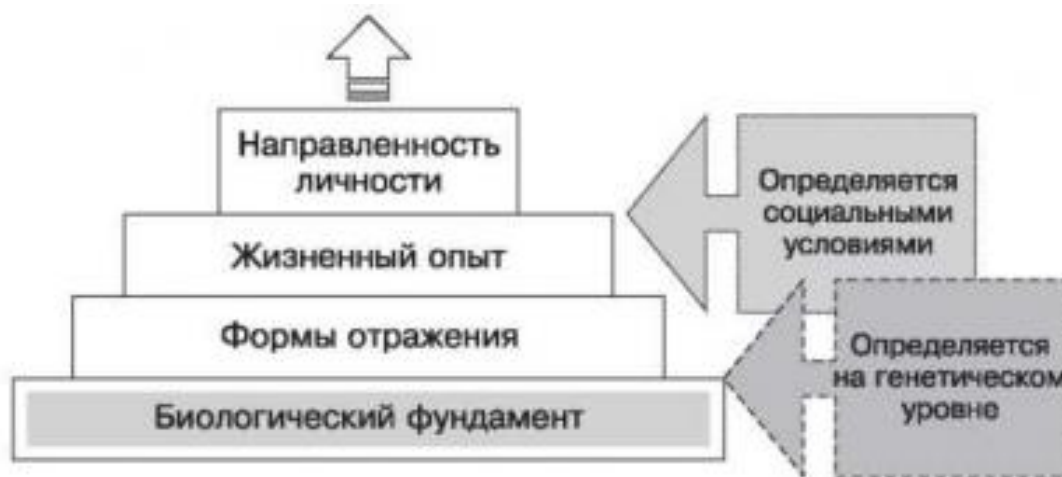 Направленность
личности
Жизненный опыт
Формы отражения
Биологический фундамент
Определяется
социальными
условиями
Определяется
на генетическом
уровне